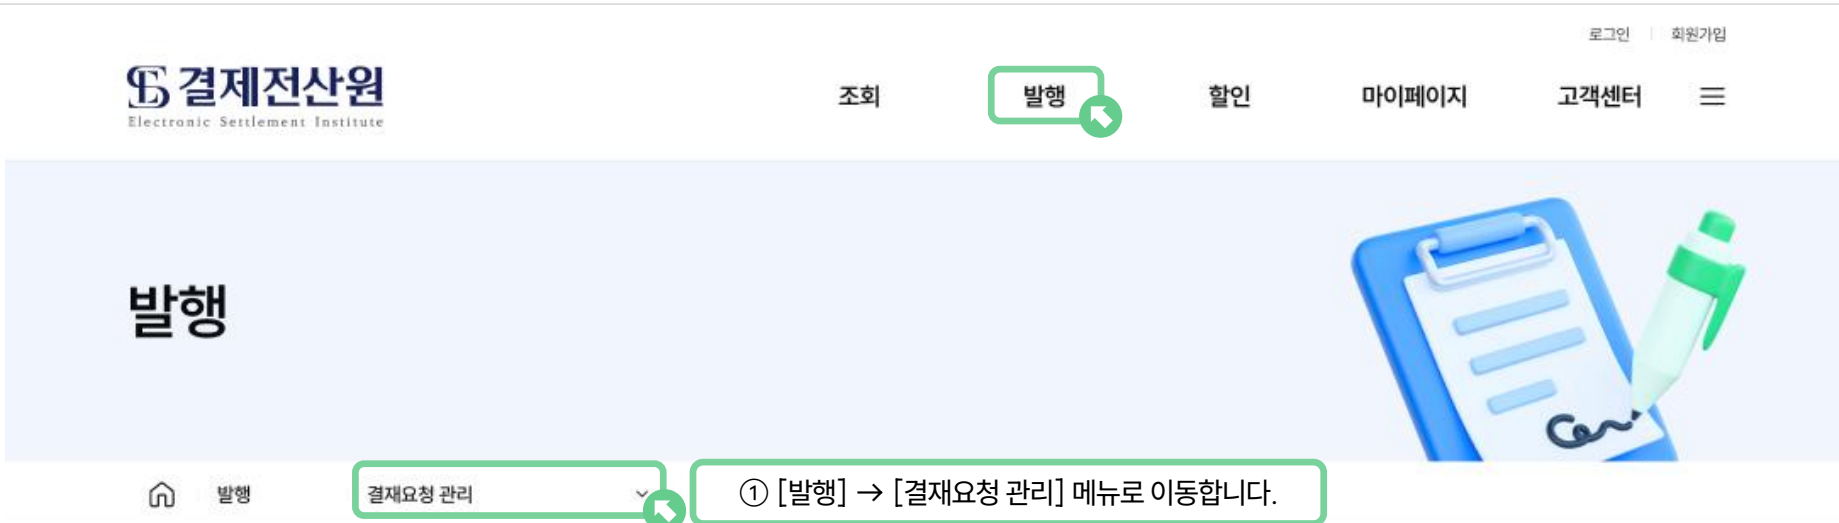 로그인 회원가입
결제전산원
Electronic Settlement Institute
조회 발행 할인 마이페이지 고객센터
발행
발행 결재요청 관리
① [발행] → [결재요청 관리] 메뉴로 이동합니다.